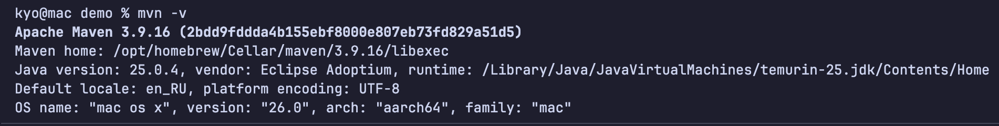 kyo@mac demo % mvn -v
Apache Maven 3.9.16 (2bdd9fddda4b155ebf8000e807eb73fd829a51d5)
Maven home: /opt/homebrew/Cellar/maven/3.9.16/libexec
Java version: 25.0.4, vendor: Eclipse Adoptium, runtime: /Library/Java/JavaVirtualMachines/temurin-25.jdk/Contents/Home
Default locale: en_RU, platform encoding: UTF-8
OS name: "mac os x", version: "26.0", arch: "aarch64", family: "mac"